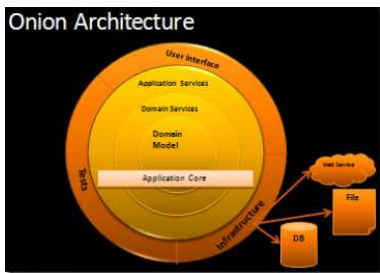 Onion Architecture
User Interface
Application Services
Domain Services
Domain
Model
Application Core
Tests
Infrastructure
Web Service
File
DB